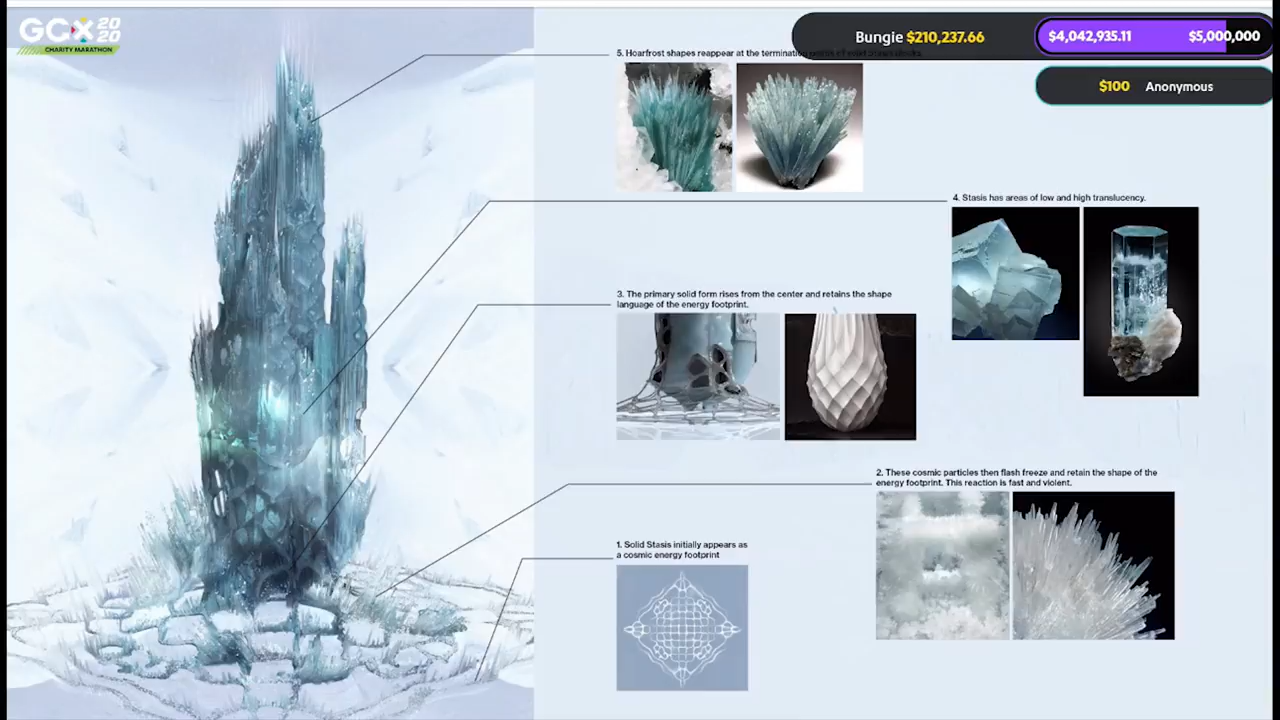 GCX 2020
CHARITY MARATHON
Bungie $210,237.66
$4,042,935.11 $5,000,000
$100 Anonymous
5. Hoarfrost shapes reappear at the termination
4. Stasis has areas of low and high translucency.
3. The primary solid form rises from the center and retains the shape
language of the energy footprint.
2. These cosmic particles then flash freeze and retain the shape of the
energy footprint. This reaction is fast and violent.
1. Solid Stasis initially appears as
a cosmic energy footprint